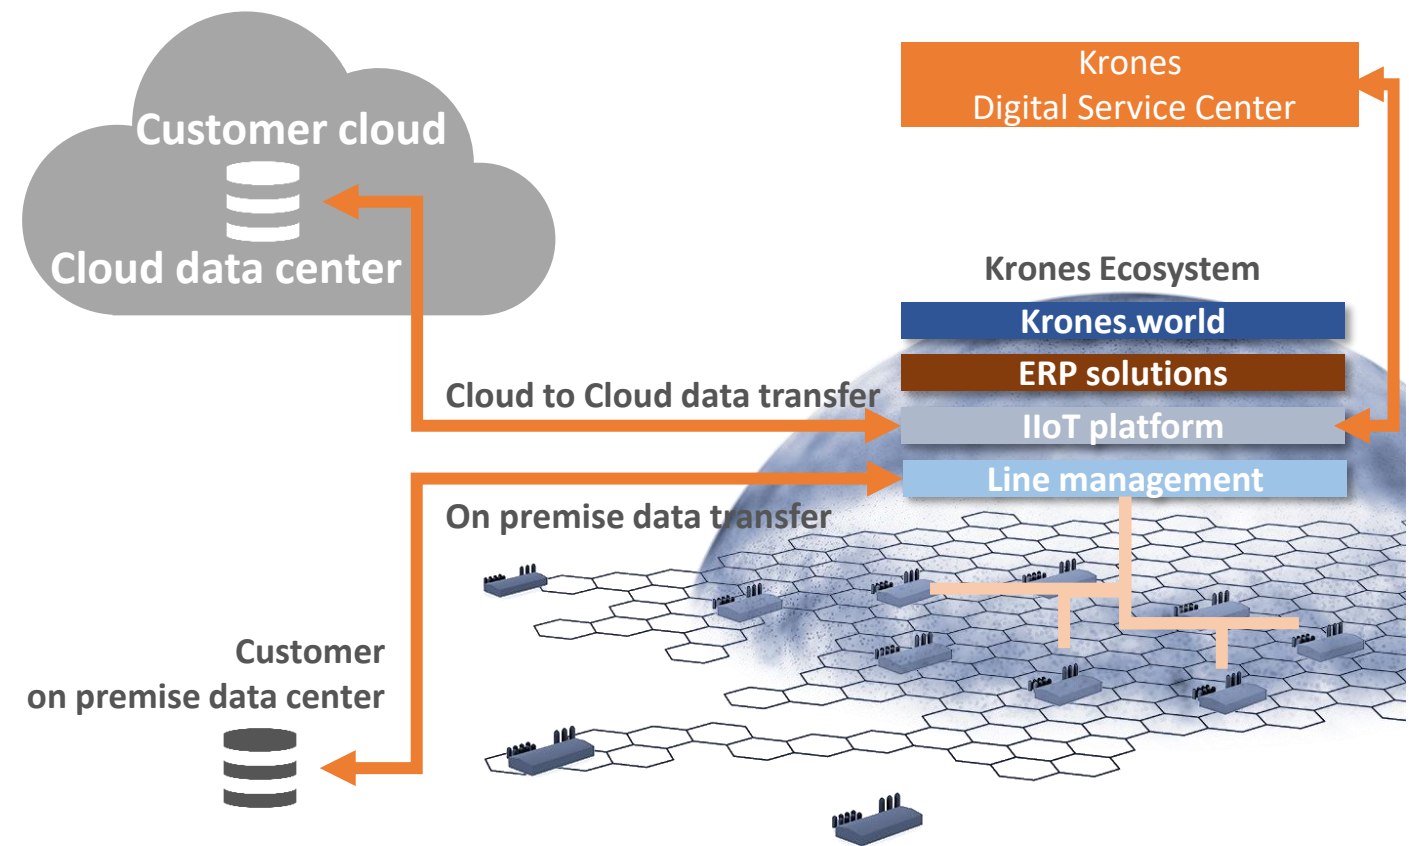 Customer cloud
Cloud data center
Krones
Digital Service Center
Krones Ecosystem
Krones.world
ERP solutions
IIoT platform
Line management
Cloud to Cloud data transfer
On premise data transfer
Customer
on premise data center